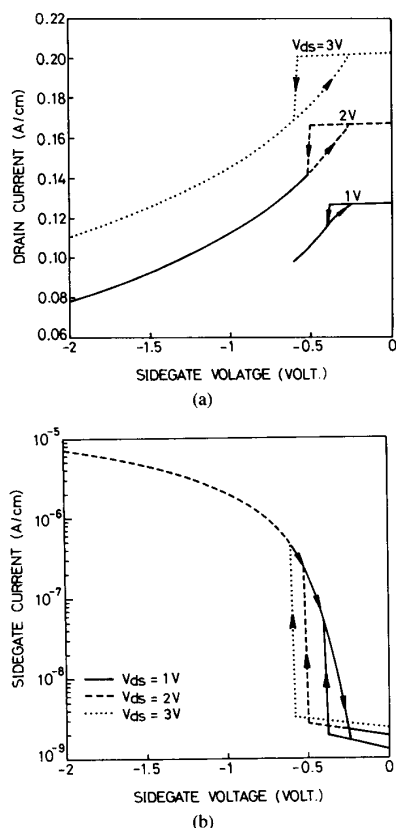 DRAIN CURRENT (A/cm)
0.22
0.20
0.18
0.16
0.14
0.12
0.10
0.08
0.06
Vds=3V
2V
1V
-2
-1.5
-1
-0.5
0
SIDEGATE VOLATGE (VOLT.)
(a)
SIDEGATE CURRENT (A/cm)
10⁻⁵
10⁻⁶
10⁻⁷
10⁻⁸
10⁻⁹
Vds = 1V
Vds = 2V
Vds = 3V
-2
-1.5
-1
-0.5
0
SIDEGATE VOLTAGE (VOLT.)
(b)